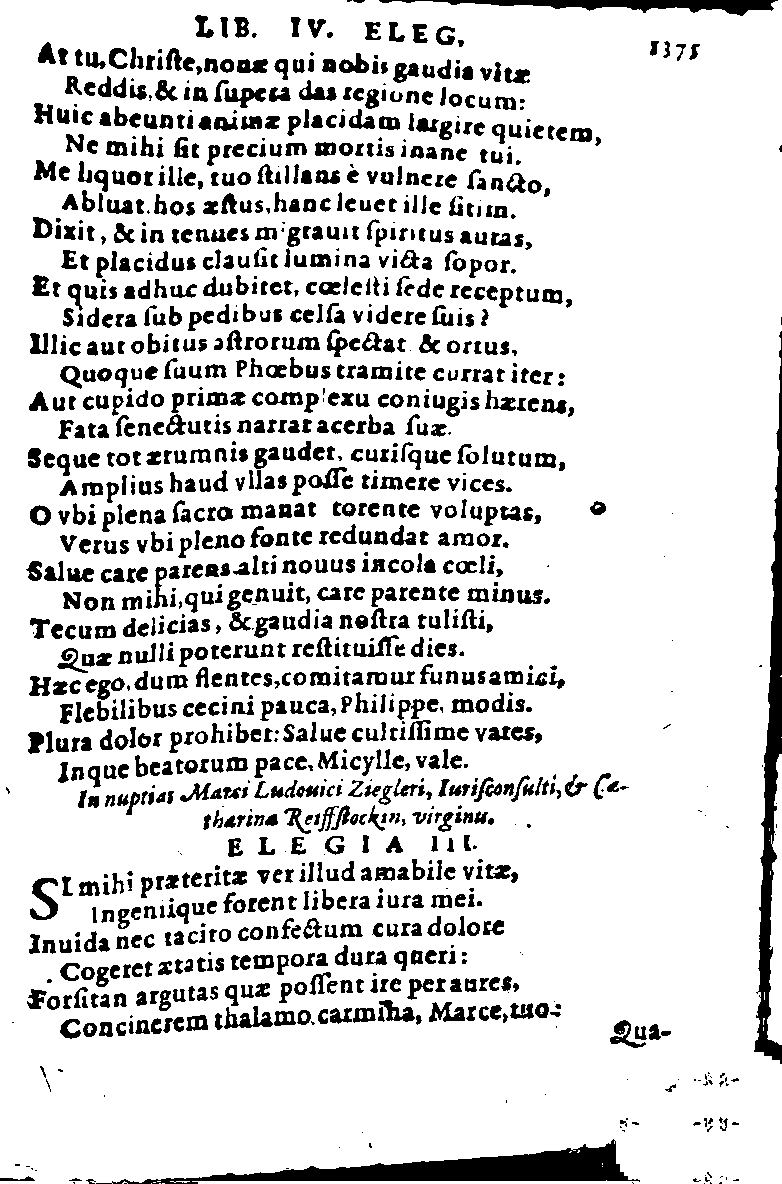 LIB. IV. ELEG. 1375
At tu, Chriſte, nouæ qui nobis gaudia vitæ
Reddis, & in ſupera das regione locum:
Huic abeunti animæ placidam largire quietem,
Ne mihi ſit precium mortis inane tui.
Me liquor ille, tuo ſtillans è vulnere ſancto,
Abluat. hos æſtus, hanc leuet ille ſitim.
Dixit, & in tenues migrauit ſpiritus auras,
Et placidus clauſit lumina victa ſopor.
Et quis adhuc dubitet, cœleſti ſede receptum,
Sidera ſub pedibus celſa videre ſuis?
Illic aut obitus aſtrorum ſpectat & ortus,
Quoque ſuum Phœbus tramite currat iter:
Aut cupido primæ complexu coniugis hærens,
Fata ſenectutis narrat acerba ſuæ.
Seque tot ærumnis gaudet, curiſque ſolutum,
Amplius haud vllas poſſe timere vices.
O vbi plena ſacro manat torente voluptas,
Verus vbi pleno fonte redundat amor.
Salue care parens alti nouus incola cœli,
Non mihi, qui genuit, care parente minus.
Tecum delicias, & gaudia noſtra tuliſti,
Quæ nulli poterunt reſtituiſſe dies.
Hæc ego, dum flentes, comitamur funus amici,
Flebilibus cecini pauca, Philippe, modis.
Plura dolor prohibet: Salue cultiſſime vates,
Inque beatorum pace, Micylle, vale.
In nuptias Marci Ludouici Ziegleri, Iuriſconſulti, & Ca-
tharina Reiffſtockin, virginu.
ELEGIA III.
SI mihi præteritæ ver illud amabile vitæ,
Ingeniique forent libera iura mei.
Inuida nec tacito confectum cura dolore
Cogeret ætatis tempora dura queri:
Forſitan argutas quæ poſſent ire per aures,
Concinerem thalamo. carmina, Marce, tuo:
Qua-